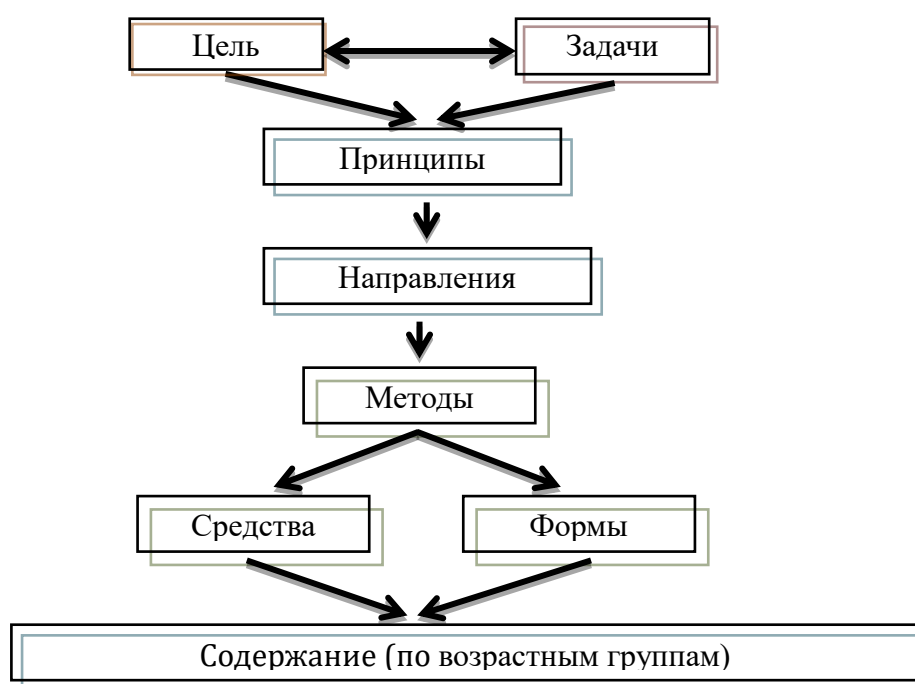 Цель
Задачи
Принципы
Направления
Методы
Средства
Формы
Содержание (по возрастным группам)